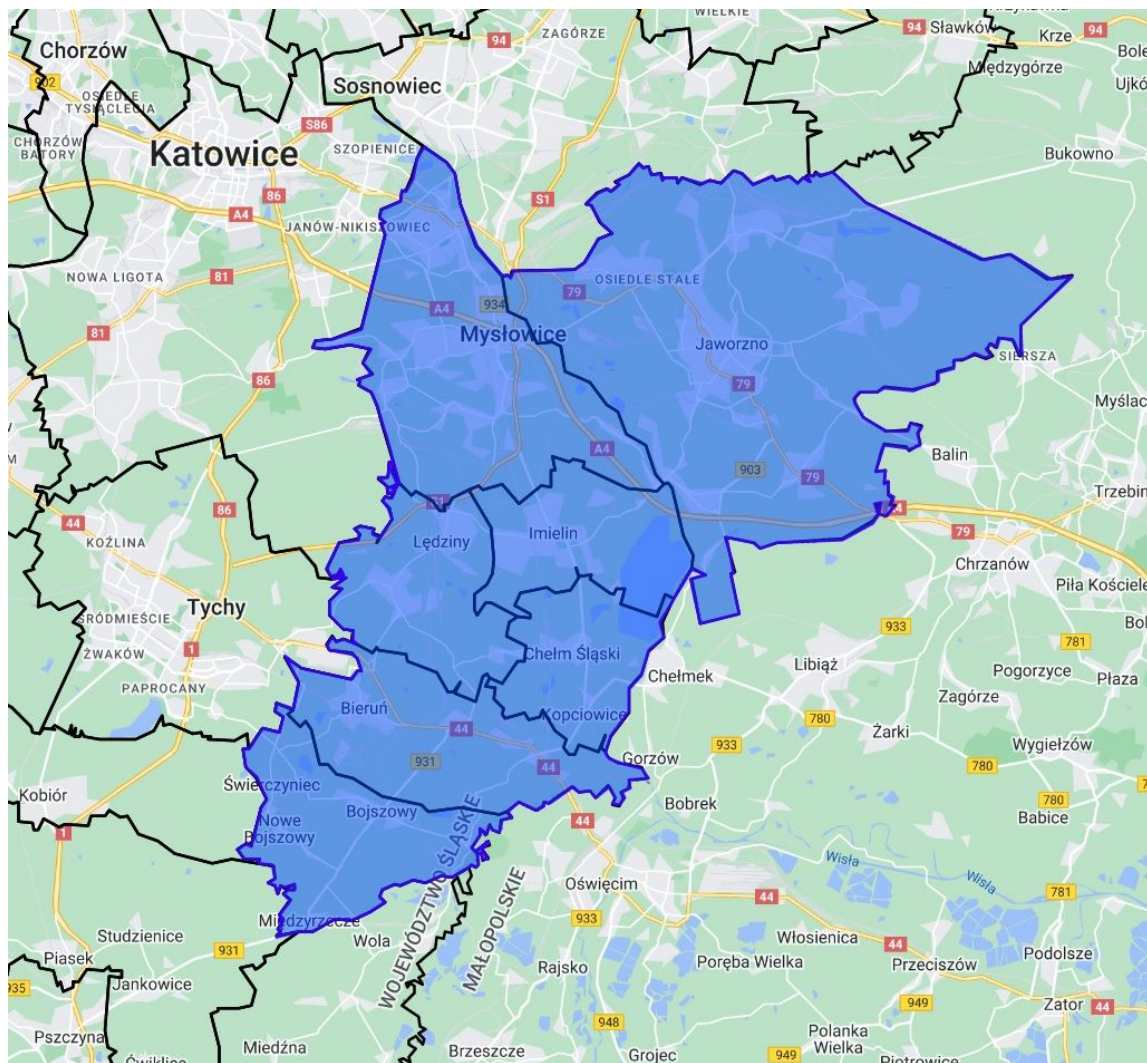 WIELKIE
Chorzów
94
ZAGÓRZE
94
Sławków
Krze
94
Międzygórze
902
OSIEDLE
TYSIĄCLECIA
Sosnowiec
S86
CHORZÓW
BATORY
SZOPIENICE
Katowice
Bukowno
86
S1
A4
JANÓW-NIKISZOWIEC
NOWA LIGOTA
81
79
OSIEDLE STAŁE
A4
934
81
Mysłowice
Jaworzno
SIERSZA
86
79
A4
903
79
Balin
Trzebin
44
86
KOŹLINA
Lędziny
Imielin
79
Chrzanów
Piła Kościele
Tychy
ŚRÓDMIEŚCIE
ŻWAKÓW
1
933
781
Chełm Śląski
Libiąż
Pogorzyce
Chełmek
Zagórze
Płaza
PAPROCANY
Bieruń
Kopciowice
780
44
Żarki
933
Gorzów
Wygiełzów
931
44
780
Świerczyniec
Kobiór
Bojszowy
Bobrek
780
Nowe
Bojszowy
44
Babice
1
WOJEWÓDZTWO ŚLĄSKIE
MAŁOPOLSKIE
Wisła
Wisła
Oświęcim
44
781
Międzyrzecze
933
Studzienice
931
Wola
Włosienica
44
Podolsze
Piasek
Rajsko
Poręba Wielka
Przeciszów
935
Jankowice
949
Zator
44
Pszczyna
948
Polanka
Wielka
Miedźna
Brzeszcze
Grojec
949
Piotrowice